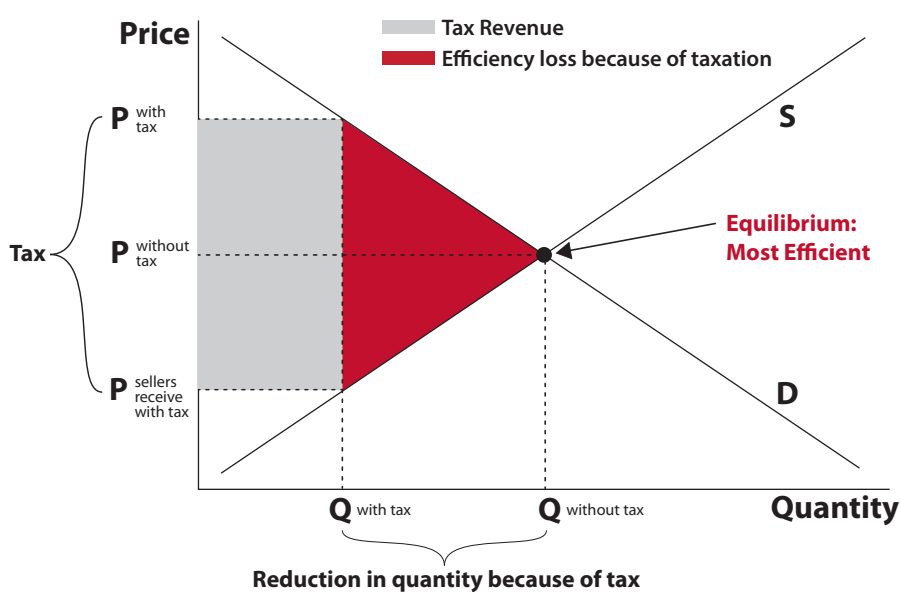 Price
Tax Revenue
Efficiency loss because of taxation
P with
tax
S
Equilibrium:
Most Efficient
Tax
P without
tax
P sellers
receive
with tax
D
Q with tax
Q without tax
Quantity
Reduction in quantity because of tax